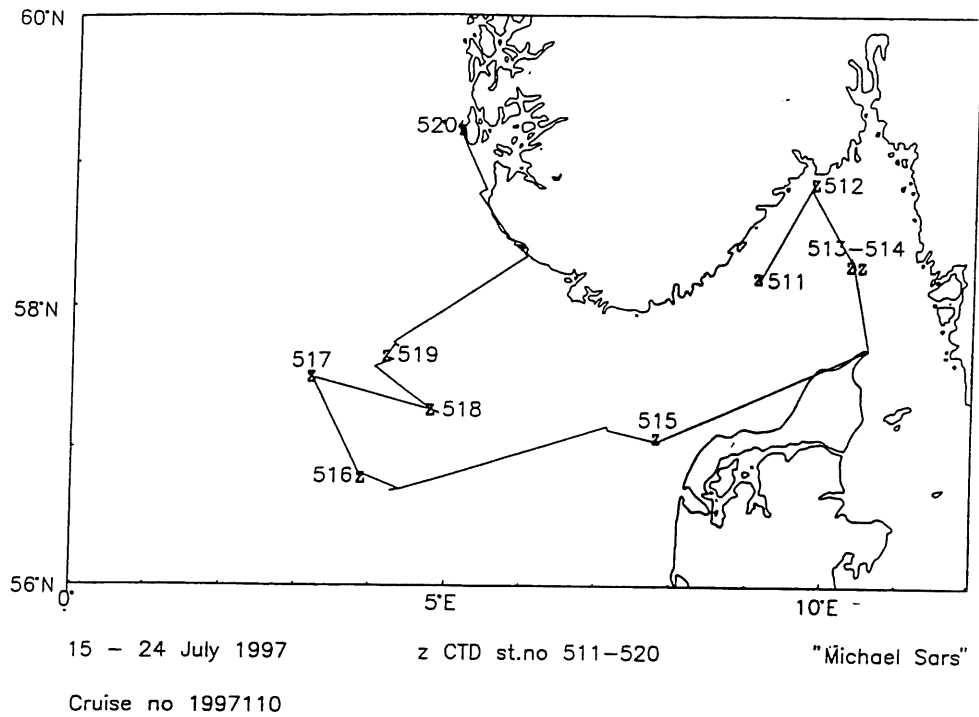 60°N
520
z 512
513-514
zz
z 511
58°N
z 519
517
z
z 518
515
z
516 z
56°N
0°
5°E
10°E
15 - 24 July 1997
z CTD st.no 511-520
"Michael Sars"
Cruise no 1997110